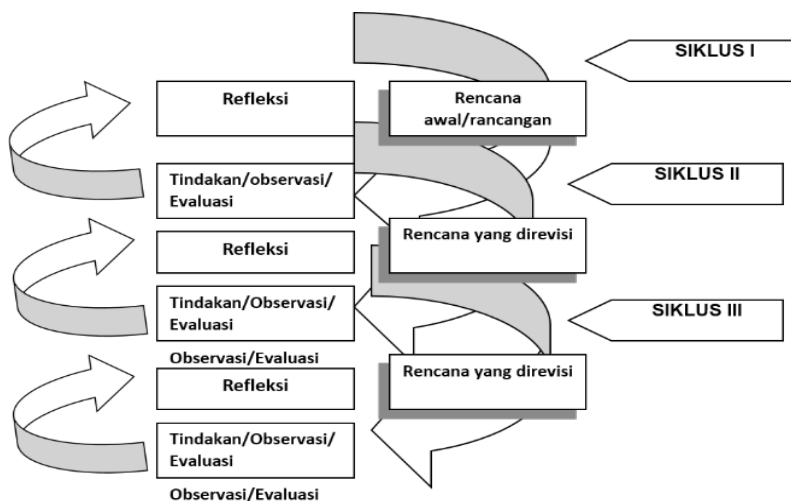 SIKLUS I
Refleksi
Rencana
awal/rancangan
Tindakan/observasi/
Evaluasi
SIKLUS II
Refleksi
Rencana yang direvisi
Tindakan/Observasi/
Evaluasi
SIKLUS III
Observasi/Evaluasi
Refleksi
Rencana yang direvisi
Tindakan/Observasi/
Evaluasi
Observasi/Evaluasi